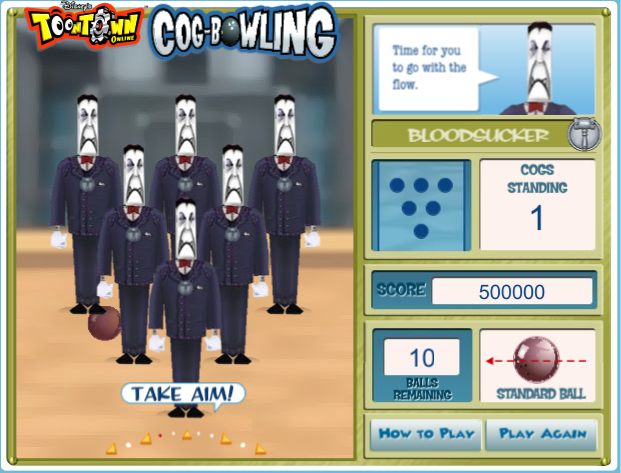 Disney's
TOONTOWN
ONLINE
COG-BOWLING
Time for you
to go with the
flow.
BLOODSUCKER
COGS
STANDING
1
SCORE 500000
10
BALLS
REMAINING
STANDARD BALL
TAKE AIM!
HOW TO PLAY PLAY AGAIN